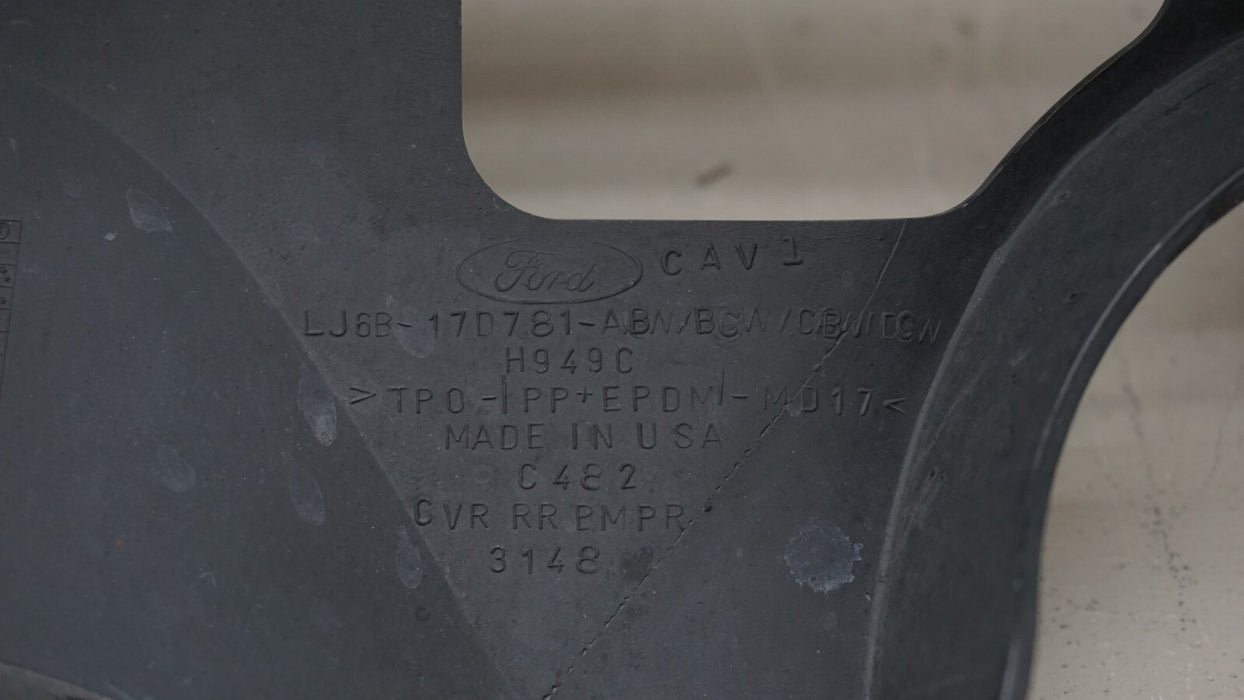 Ford CAV 1
LJ6B-17D781-ABW/BCW/CBW/DCW
H949C
>TPO-|PP+EPDM|-MD17<
MADE IN USA
C482
CVR RR BMPR
3148